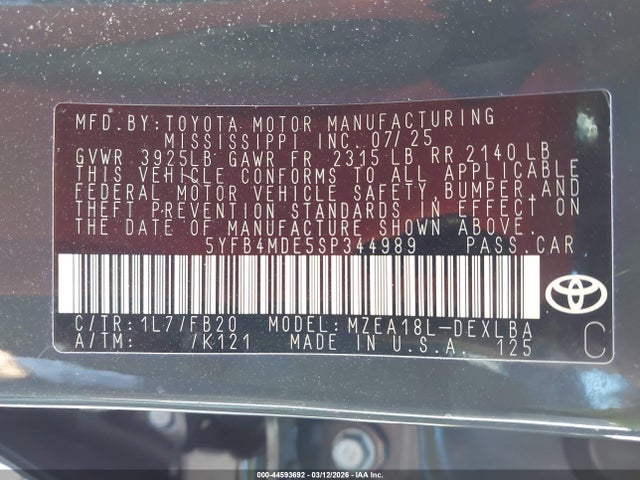 MFD.BY:TOYOTA MOTOR MANUFACTURING
MISSISSIPPI INC. 07/25
GVWR 3925LB GAWR FR 2315 LB RR 2140 LB
THIS VEHICLE CONFORMS TO ALL APPLICABLE
FEDERAL MOTOR VEHICLE SAFETY, BUMPER,AND
THEFT PREVENTION STANDARDS IN EFFECT ON
THE DATE OF MANUFACTURE SHOWN ABOVE.
5YFB4MDE5SP344989 PASS.CAR
C/TR:1L7/FB20 MODEL:MZEA18L-DEXLBA
A/TM: /K121 MADE IN U.S.A. 125
C
000-44593692 - 03/12/2026 - IAA Inc.